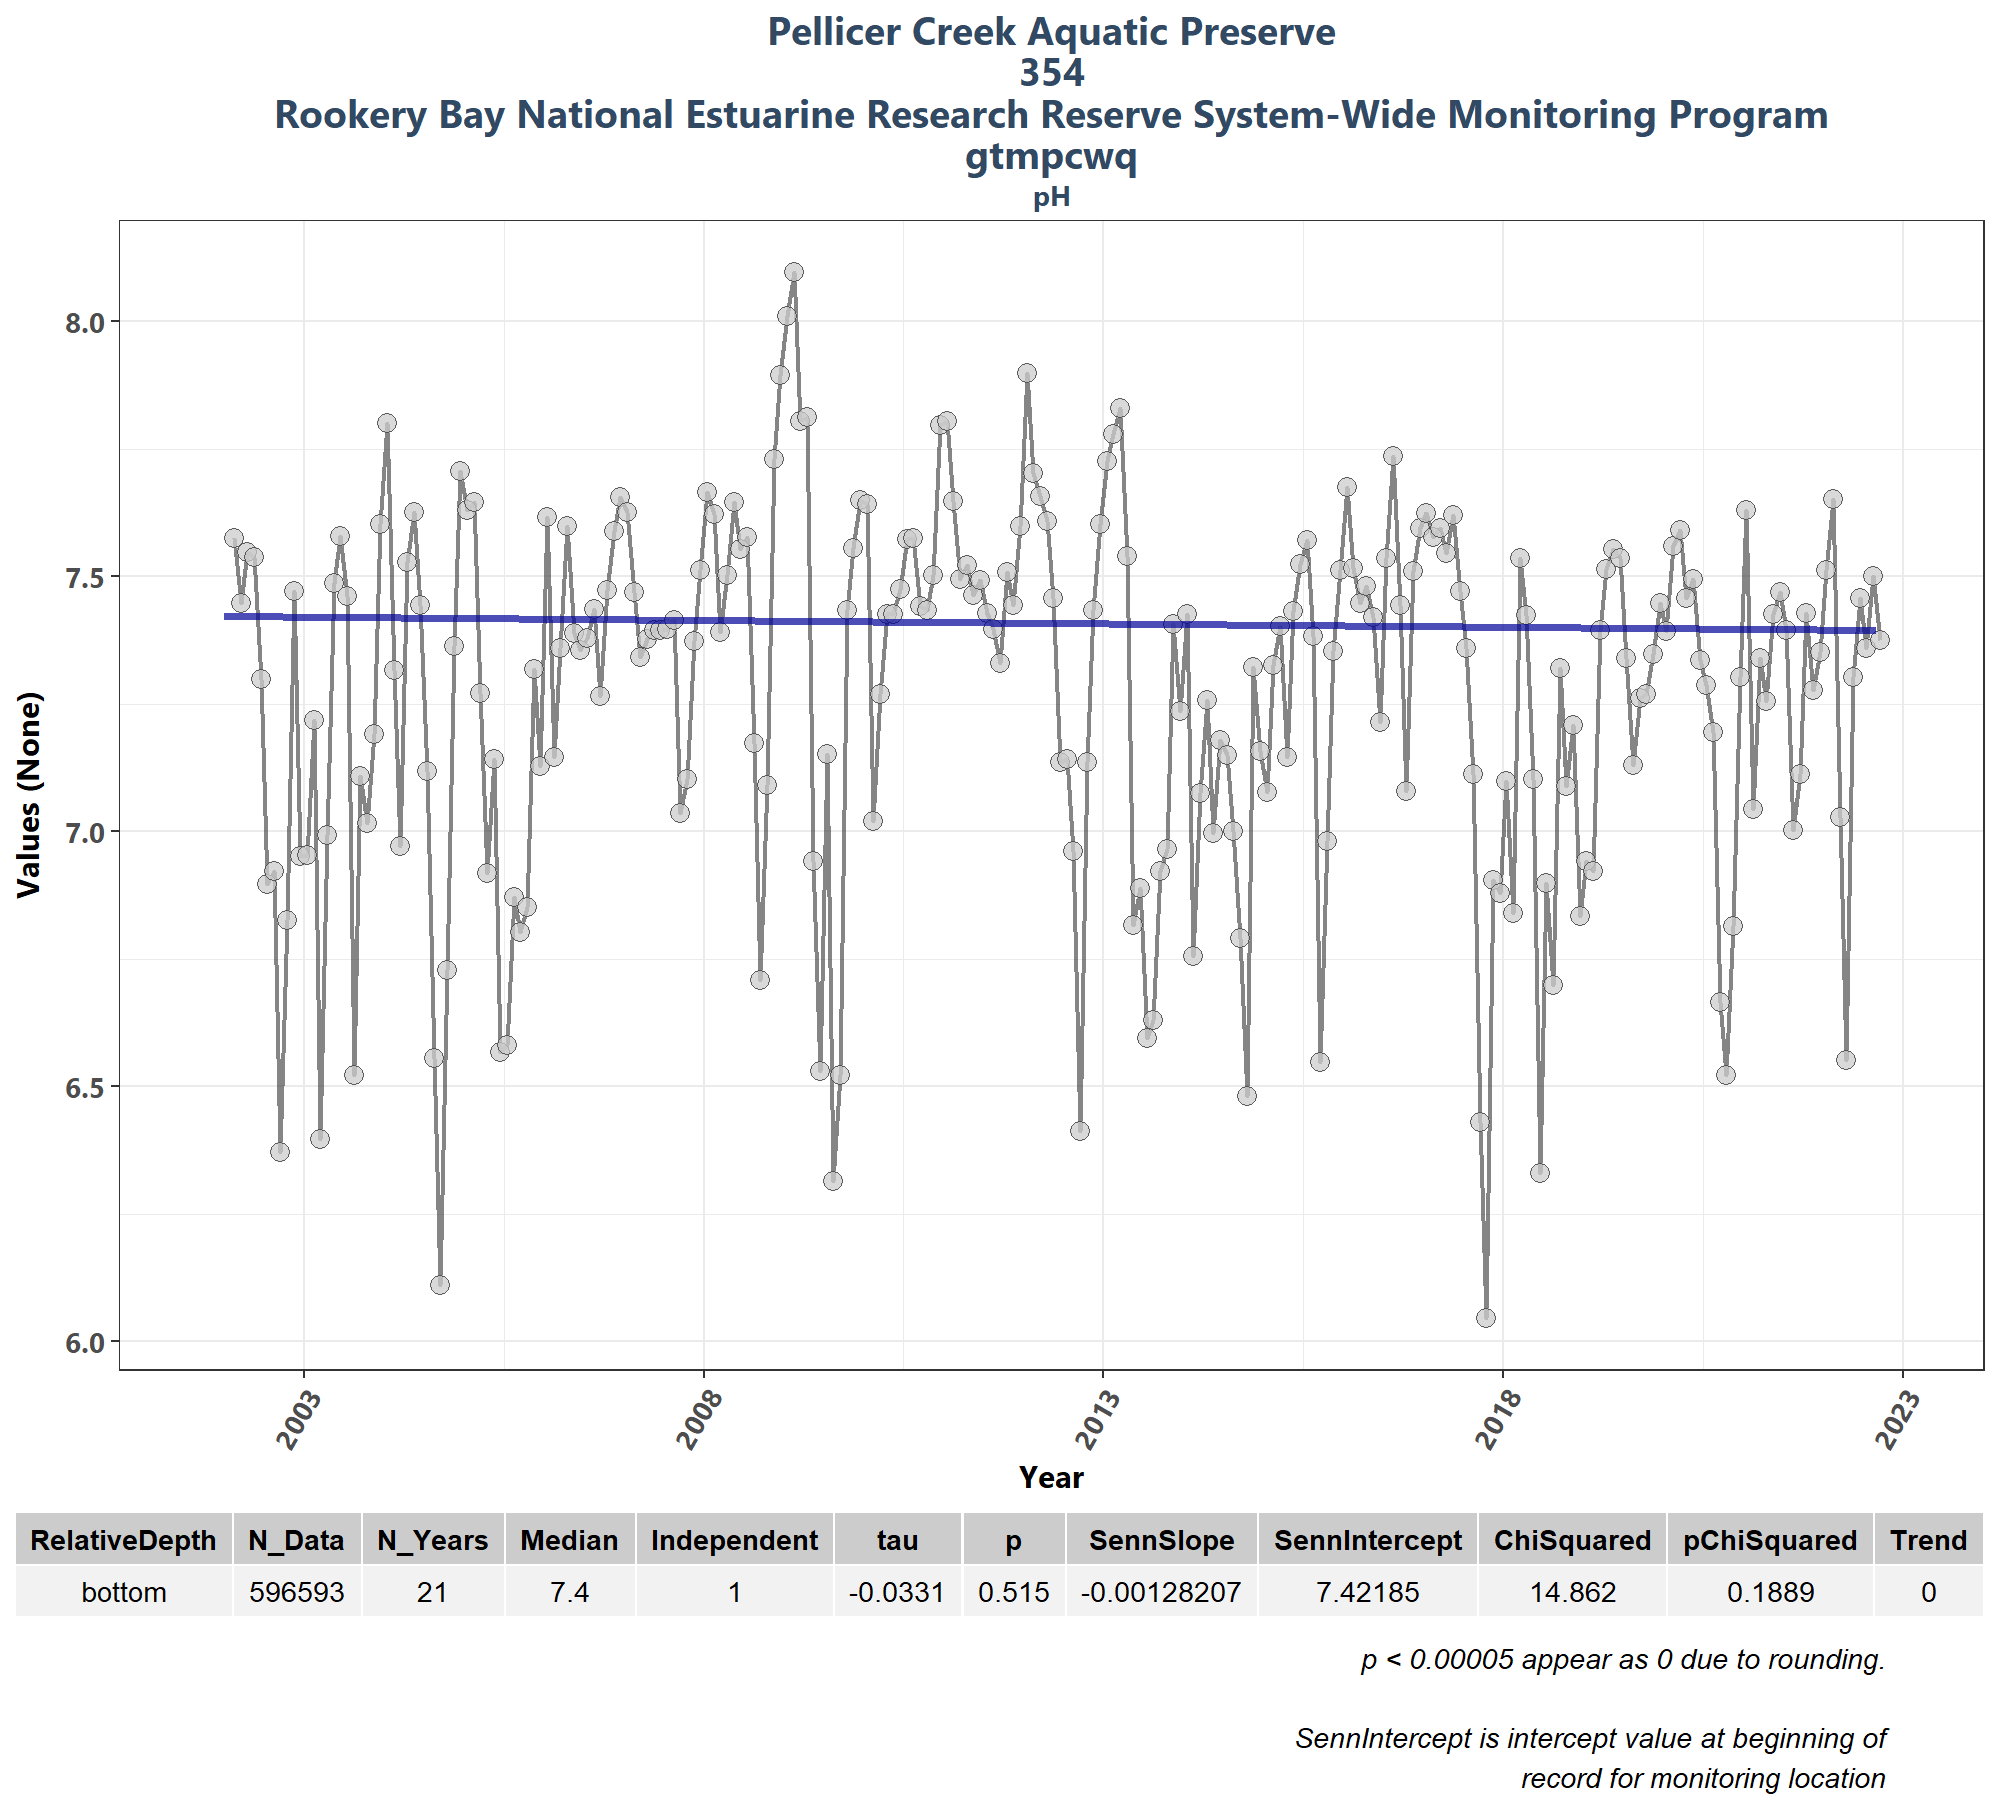 Pellicer Creek Aquatic Preserve
354
Rookery Bay National Estuarine Research Reserve System-Wide Monitoring Program
gtmpcwq
pH
Values (None)
8.0
7.5
7.0
6.5
6.0
2003 2008 2013 2018 2023
Year
RelativeDepth N_Data N_Years Median Independent tau p SennSlope SennIntercept ChiSquared pChiSquared Trend
bottom 596593 21 7.4 1 -0.0331 0.515 -0.00128207 7.42185 14.862 0.1889 0
p < 0.00005 appear as 0 due to rounding.
SennIntercept is intercept value at beginning of
record for monitoring location